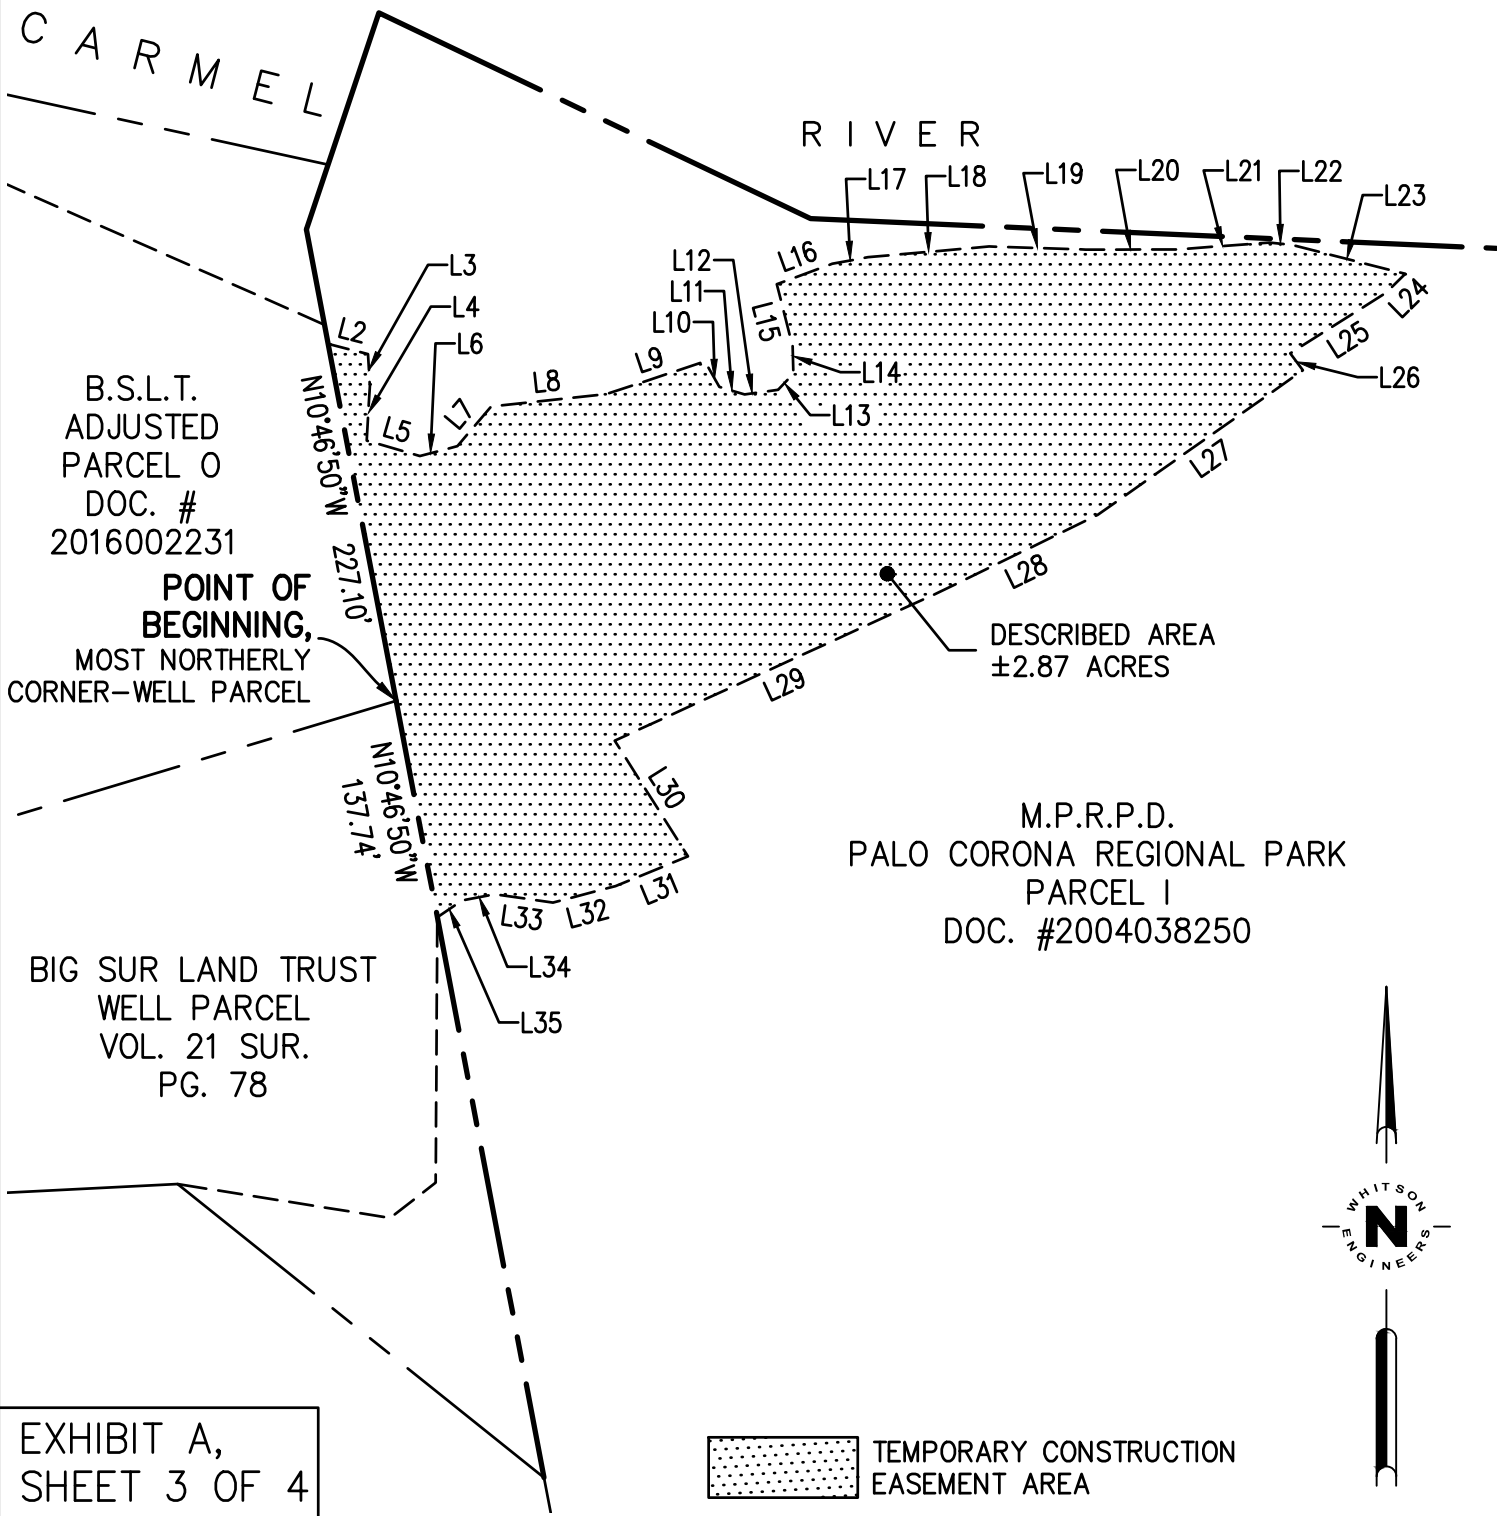 CARMEL
RIVER
L17
L18
L19
L20
L21
L22
L23
L16
L12
L11
L10
L15
L3
L4
L6
L2
L9
L8
L7
L5
L14
L13
L24
L25
L26
L27
L28
L29
L30
L31
L32
L33
L34
L35
N10°46'50"W 227.10'
B.S.L.T.
ADJUSTED
PARCEL O
DOC. #
2016002231
POINT OF
BEGINNING,
MOST NORTHERLY
CORNER-WELL PARCEL
N10°46'50"W
137.74'
DESCRIBED AREA
±2.87 ACRES
M.P.R.P.D.
PALO CORONA REGIONAL PARK
PARCEL I
DOC. #2004038250
BIG SUR LAND TRUST
WELL PARCEL
VOL. 21 SUR.
PG. 78
WHITSON
N
ENGINEERS
EXHIBIT A,
SHEET 3 OF 4
TEMPORARY CONSTRUCTION
EASEMENT AREA